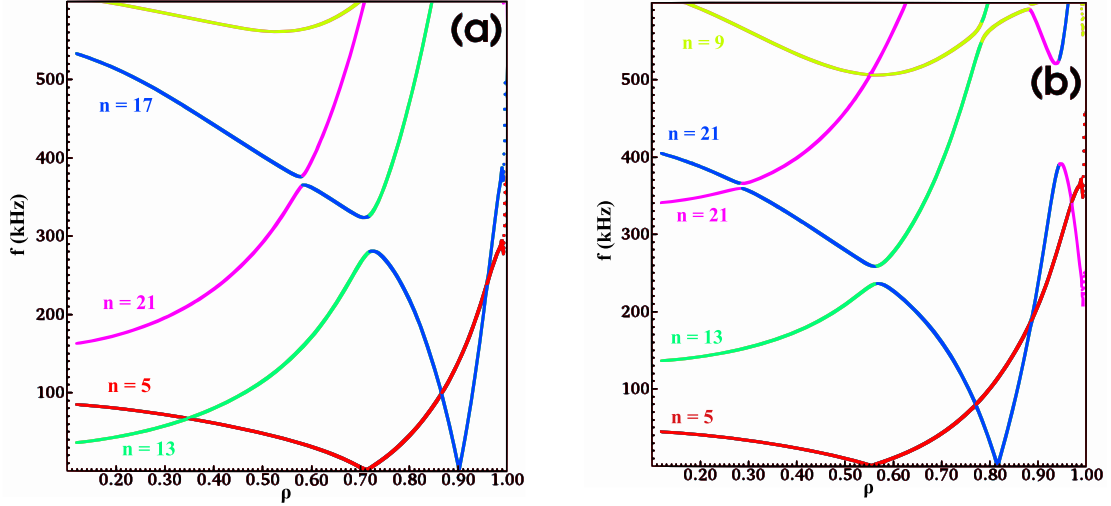 (a)
500
n = 17
400
f (kHz)
300
n = 21
200
n = 5
100
n = 13
0.20 0.30 0.40 0.50 0.60 0.70 0.80 0.90 1.00
ρ
n = 9
500
(b)
n = 21
400
n = 21
f (kHz)
300
200
n = 13
100
n = 5
0.20 0.30 0.40 0.50 0.60 0.70 0.80 0.90 1.00
ρ